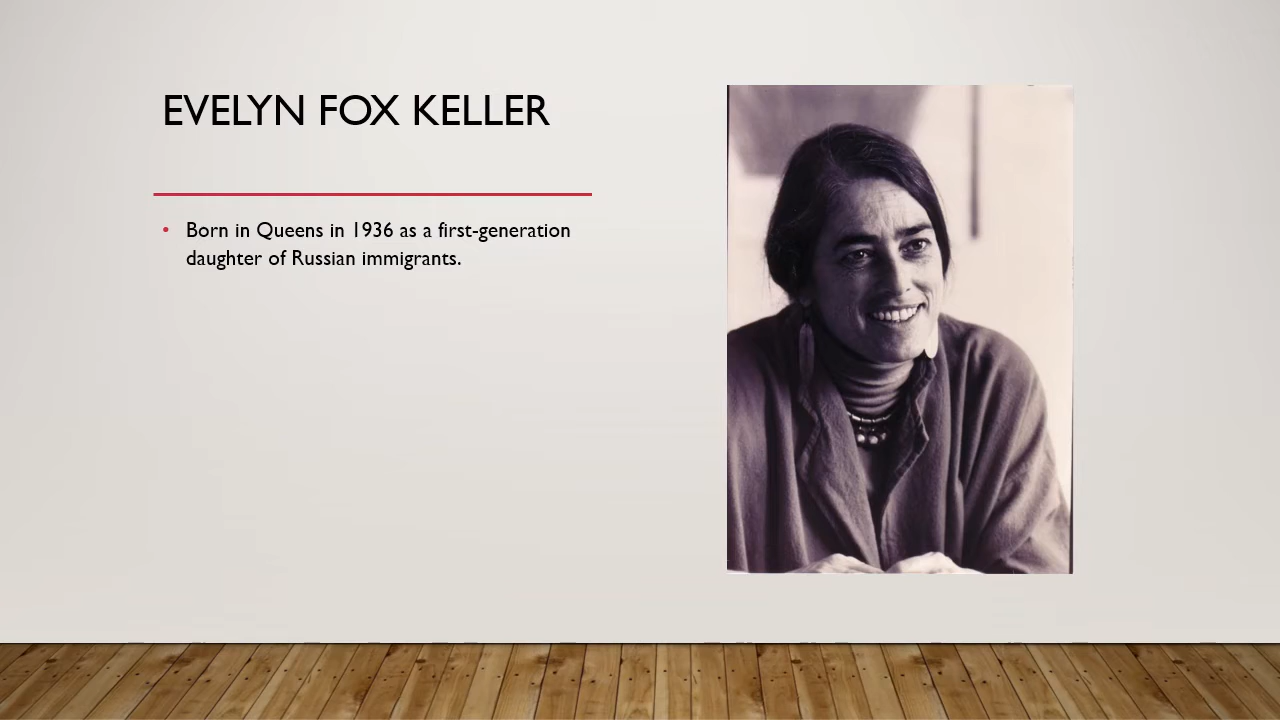 EVELYN FOX KELLER
• Born in Queens in 1936 as a first-generation
daughter of Russian immigrants.